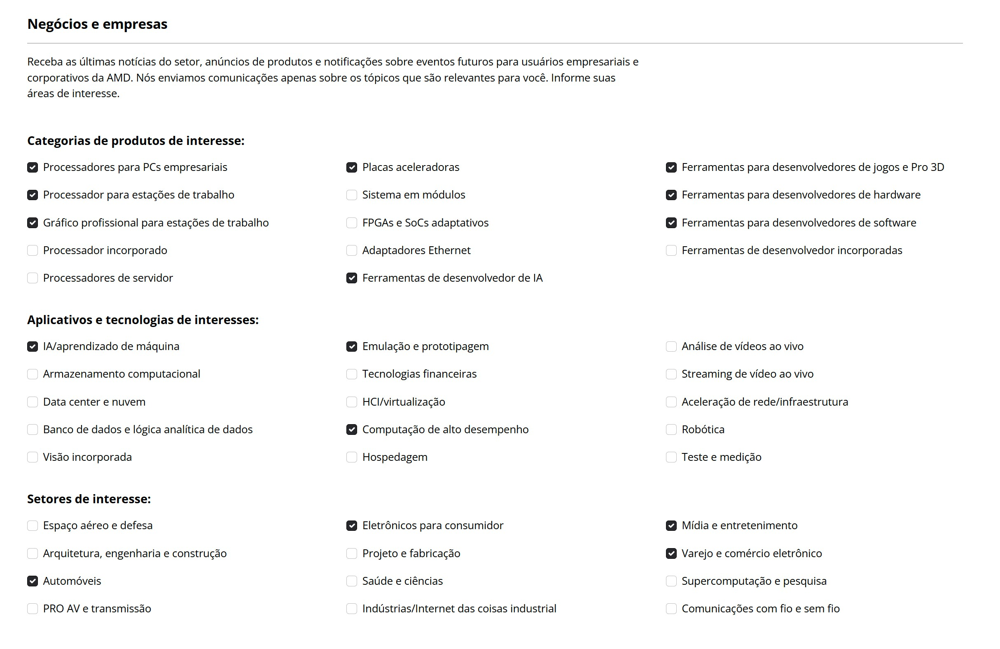 Negócios e empresas
Receba as últimas notícias do setor, anúncios de produtos e notificações sobre eventos futuros para usuários empresariais e
corporativos da AMD. Nós enviamos comunicações apenas sobre os tópicos que são relevantes para você. Informe suas
áreas de interesse.
Categorias de produtos de interesse:
Processadores para PCs empresariais
Processador para estações de trabalho
Gráfico profissional para estações de trabalho
Processador incorporado
Processadores de servidor
Placas aceleradoras
Sistema em módulos
FPGAs e SoCs adaptativos
Adaptadores Ethernet
Ferramentas de desenvolvedor de IA
Ferramentas para desenvolvedores de jogos e Pro 3D
Ferramentas para desenvolvedores de hardware
Ferramentas para desenvolvedores de software
Ferramentas de desenvolvedor incorporadas
Aplicativos e tecnologias de interesses:
IA/aprendizado de máquina
Armazenamento computacional
Data center e nuvem
Banco de dados e lógica analítica de dados
Visão incorporada
Emulação e prototipagem
Tecnologias financeiras
HCI/virtualização
Computação de alto desempenho
Hospedagem
Análise de vídeos ao vivo
Streaming de vídeo ao vivo
Aceleração de rede/infraestrutura
Robótica
Teste e medição
Setores de interesse:
Espaço aéreo e defesa
Arquitetura, engenharia e construção
Automóveis
PRO AV e transmissão
Eletrônicos para consumidor
Projeto e fabricação
Saúde e ciências
Indústrias/Internet das coisas industrial
Mídia e entretenimento
Varejo e comércio eletrônico
Supercomputação e pesquisa
Comunicações com fio e sem fio